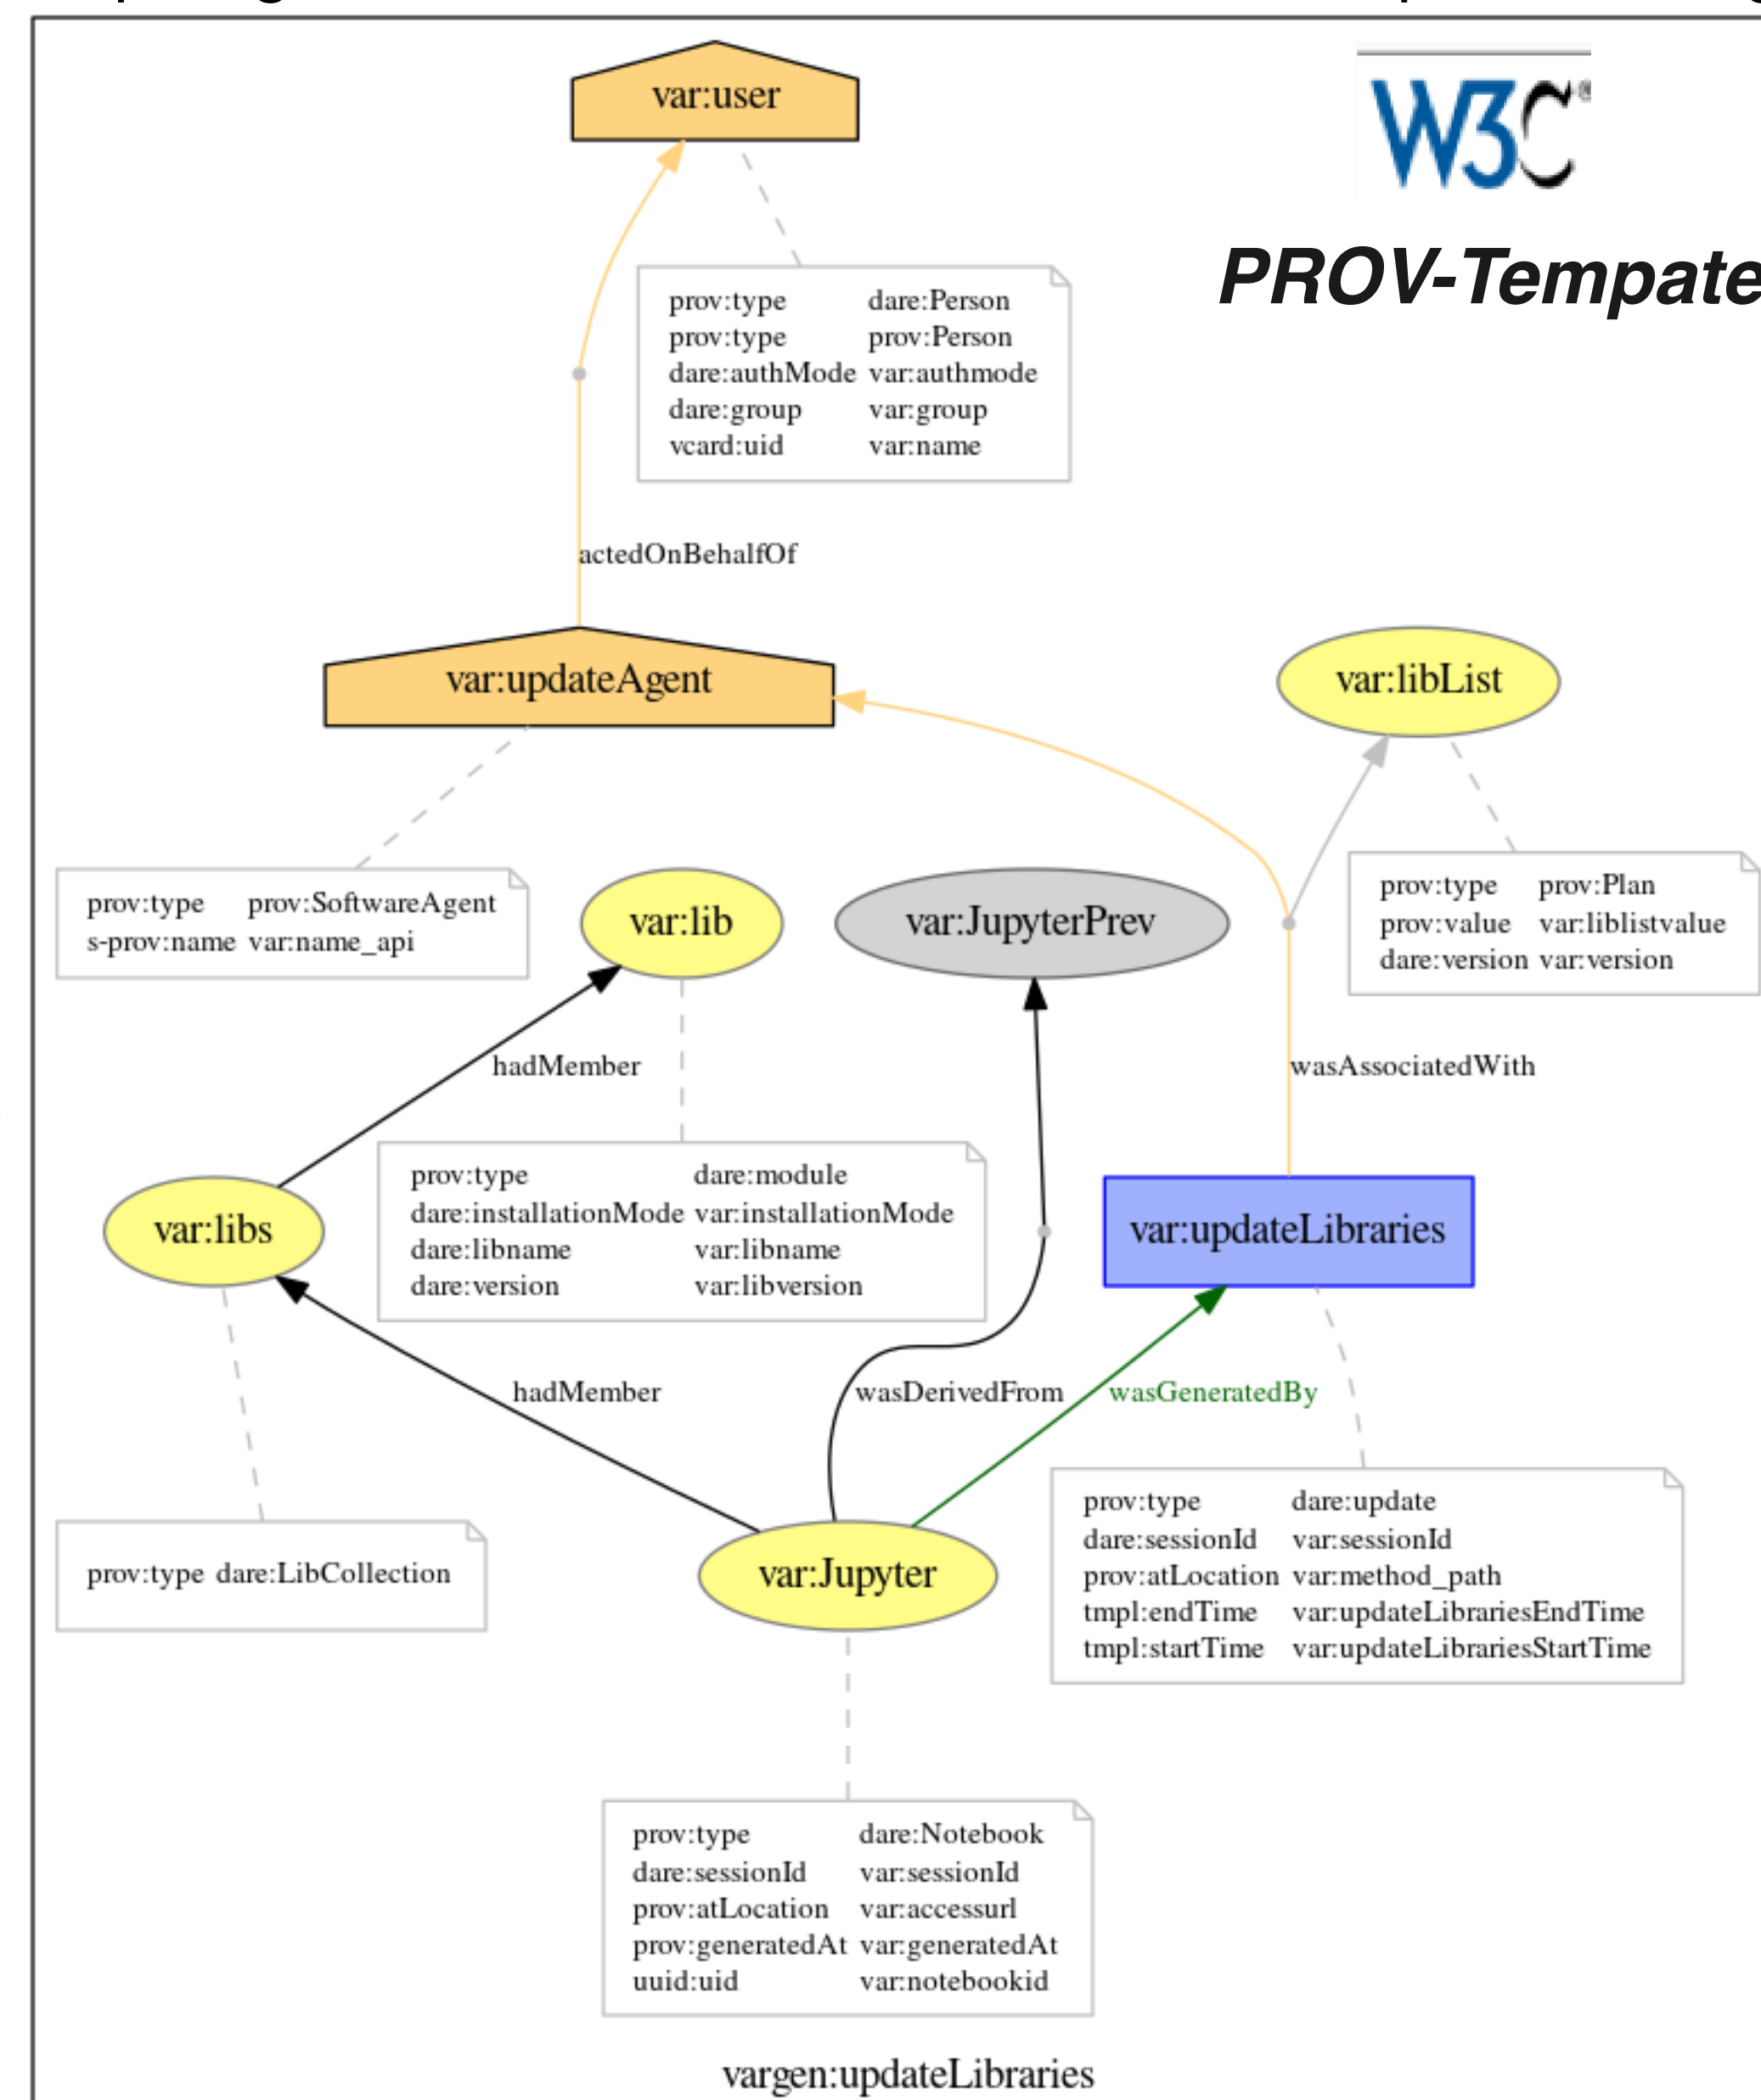 var:user
W3C®
PROV-Tempate
prov:type dare:Person
prov:type prov:Person
dare:authMode var:authmode
dare:group var:group
vcard:uid var:name
actedOnBehalfOf
var:updateAgent
var:libList
prov:type prov:SoftwareAgent
s-prov:name var:name_api
var:lib
var:JupyterPrev
prov:type prov:Plan
prov:value var:liblistvalue
dare:version var:version
hadMember
wasAssociatedWith
prov:type dare:module
dare:installationMode var:installationMode
dare:libname var:libname
dare:version var:libversion
var:libs
var:updateLibraries
hadMember
wasDerivedFrom
wasGeneratedBy
prov:type dare:update
dare:sessionId var:sessionId
prov:atLocation var:method_path
tmpl:endTime var:updateLibrariesEndTime
tmpl:startTime var:updateLibrariesStartTime
prov:type dare:LibCollection
var:Jupyter
prov:type dare:Notebook
dare:sessionId var:sessionId
prov:atLocation var:accessurl
prov:generatedAt var:generatedAt
uuid:uid var:notebookid
vargen:updateLibraries